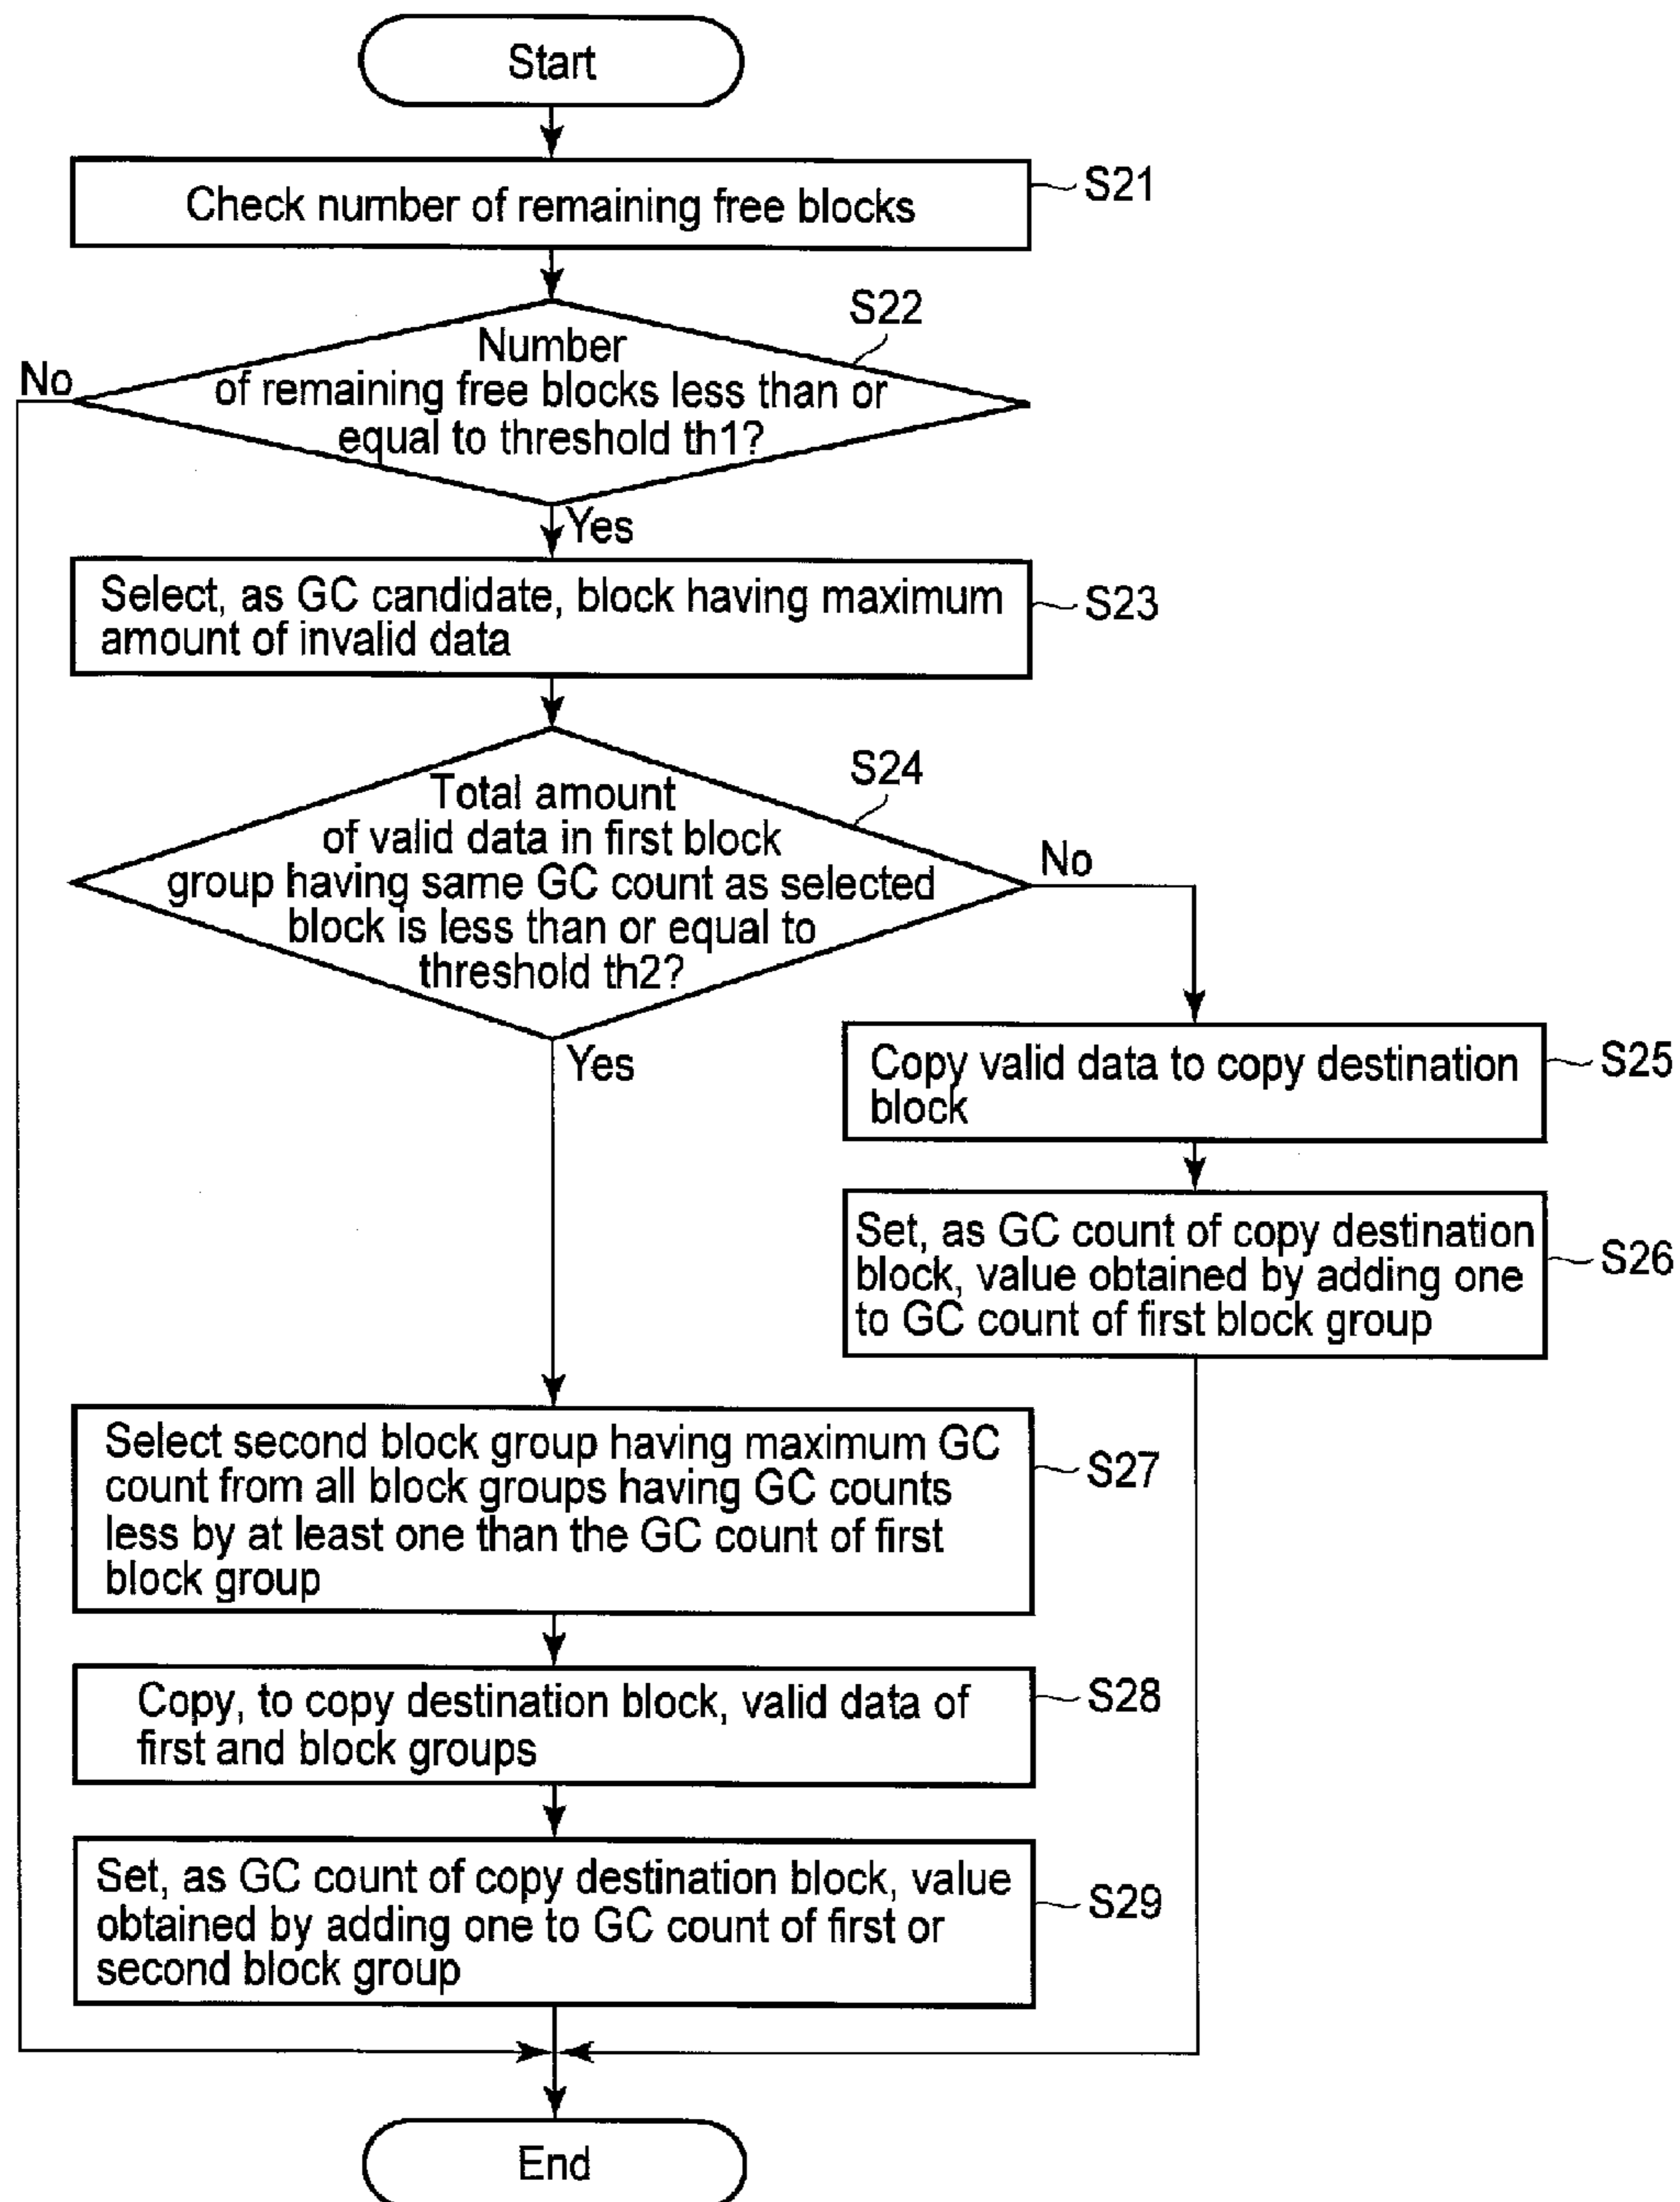 Start
Check number of remaining free blocks
S21
S22
Number
of remaining free blocks less than or
equal to threshold th1?
No
Yes
Select, as GC candidate, block having maximum
amount of invalid data
S23
S24
Total amount
of valid data in first block
group having same GC count as selected
block is less than or equal to
threshold th2?
No
Yes
Copy valid data to copy destination
block
S25
Set, as GC count of copy destination
block, value obtained by adding one
to GC count of first block group
S26
Select second block group having maximum GC
count from all block groups having GC counts
less by at least one than the GC count of first
block group
S27
Copy, to copy destination block, valid data of
first and block groups
S28
Set, as GC count of copy destination block, value
obtained by adding one to GC count of first or
second block group
S29
End